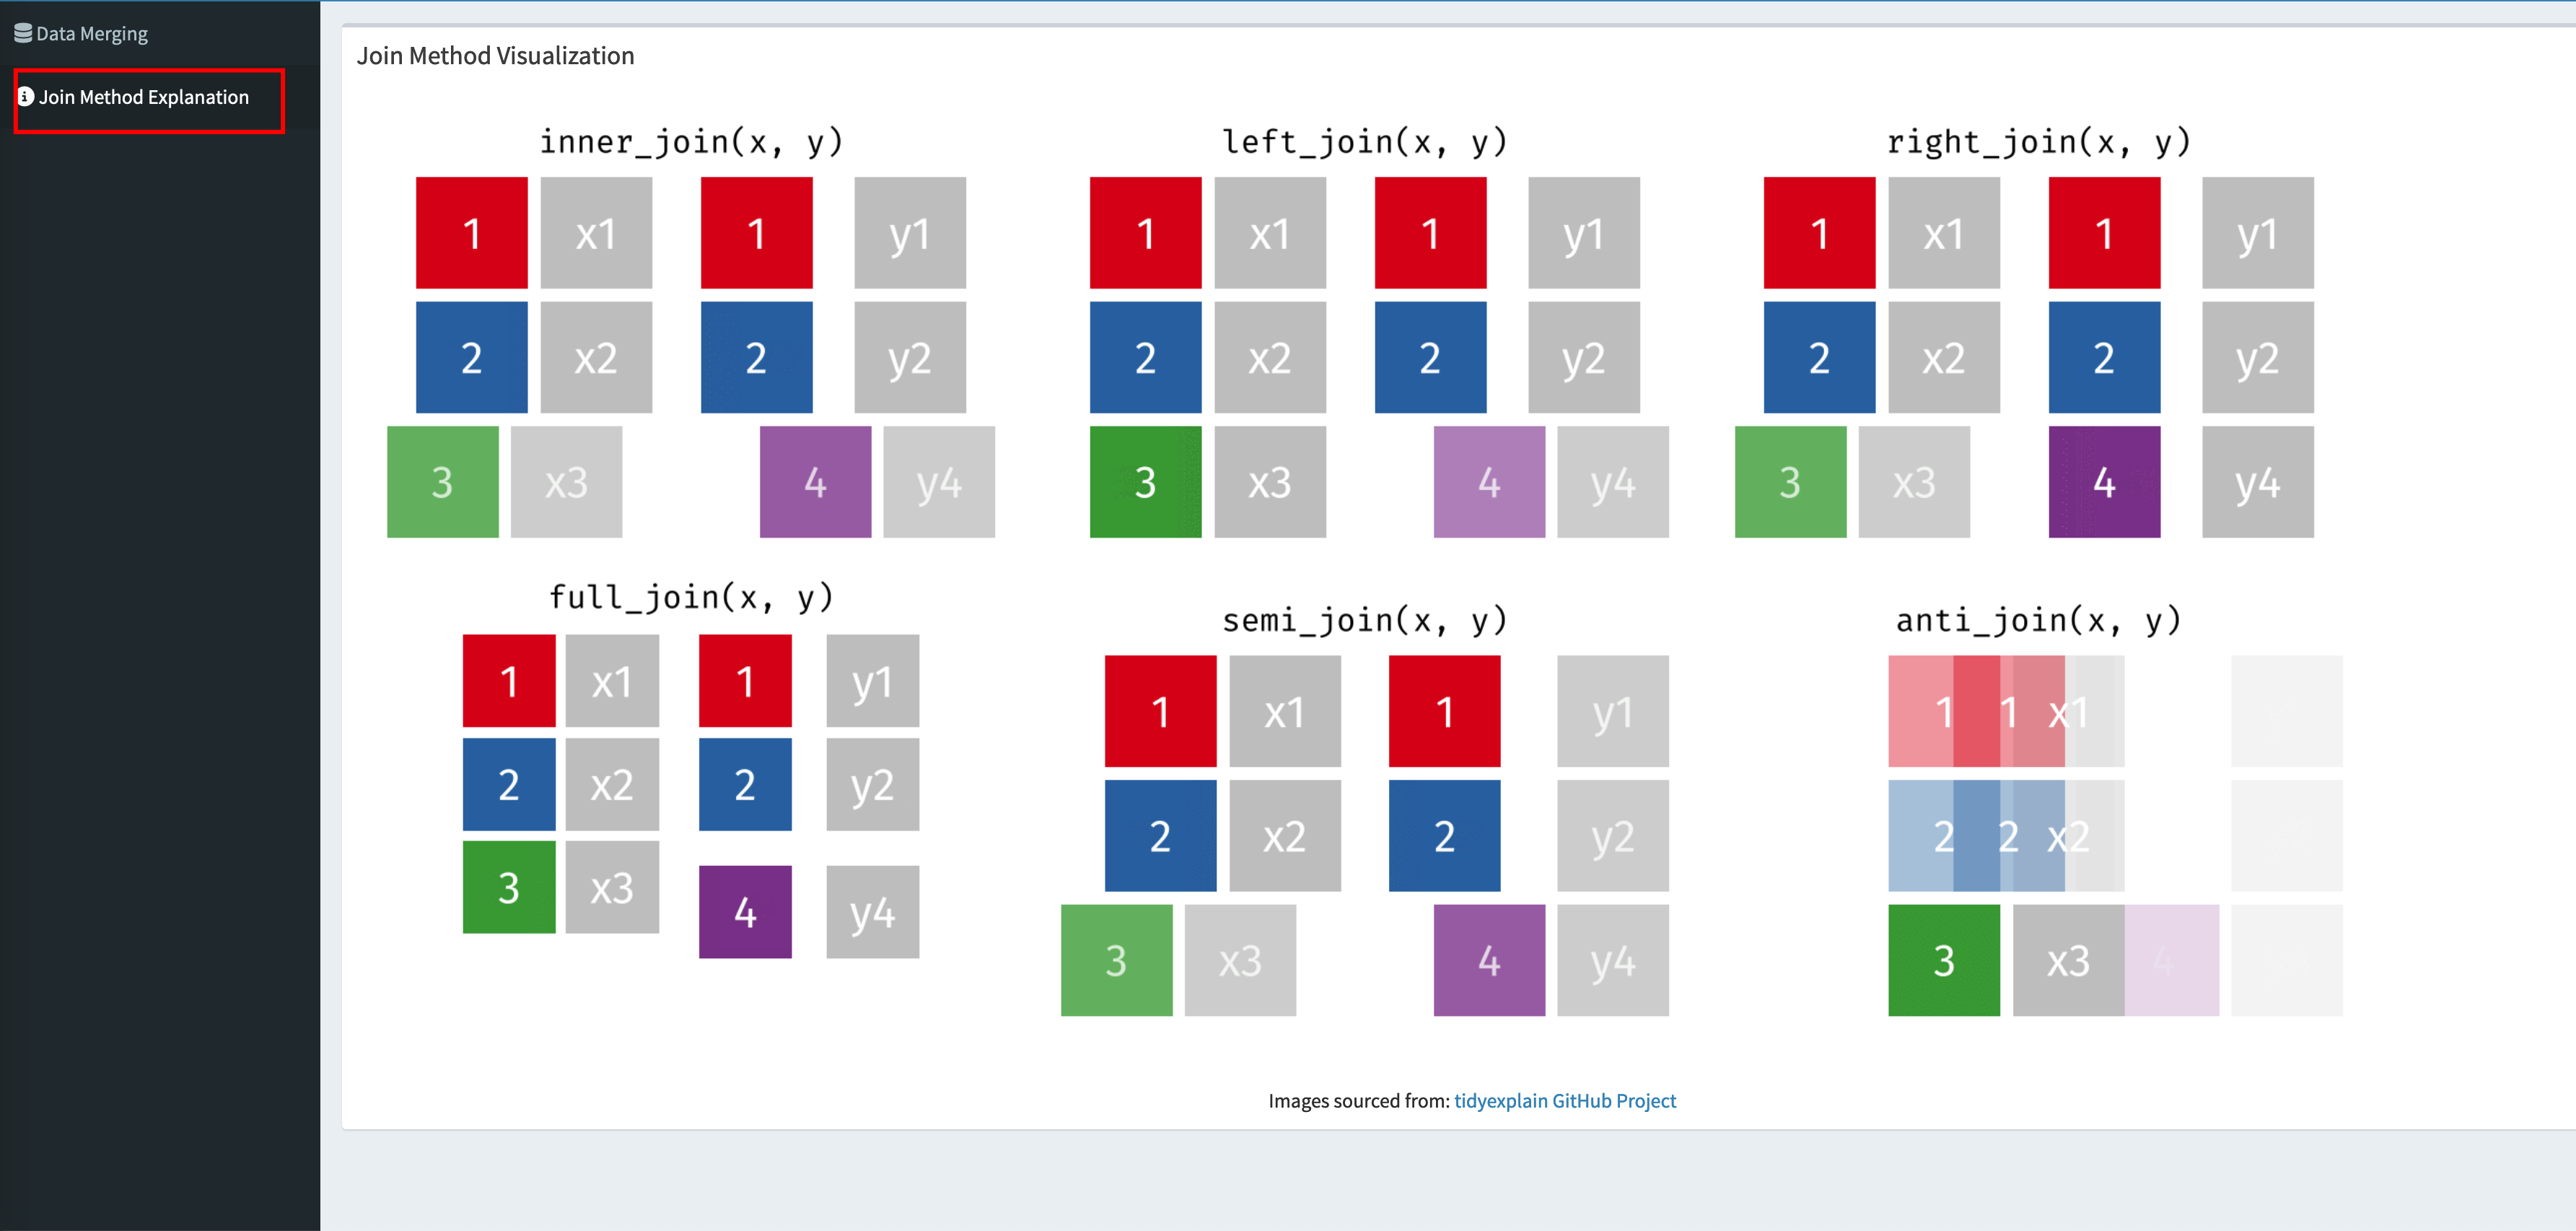 Data Merging
Join Method Explanation
Join Method Visualization
inner_join(x, y)
1 x1 1 y1
2 x2 2 y2
3 x3 4 y4
left_join(x, y)
1 x1 1 y1
2 x2 2 y2
3 x3 4 y4
right_join(x, y)
1 x1 1 y1
2 x2 2 y2
3 x3 4 y4
full_join(x, y)
1 x1 1 y1
2 x2 2 y2
3 x3 4 y4
semi_join(x, y)
1 x1 1 y1
2 x2 2 y2
3 x3 4 y4
anti_join(x, y)
1 1 x1
2 2 x2
3 x3 4
Images sourced from: tidyexplain GitHub Project